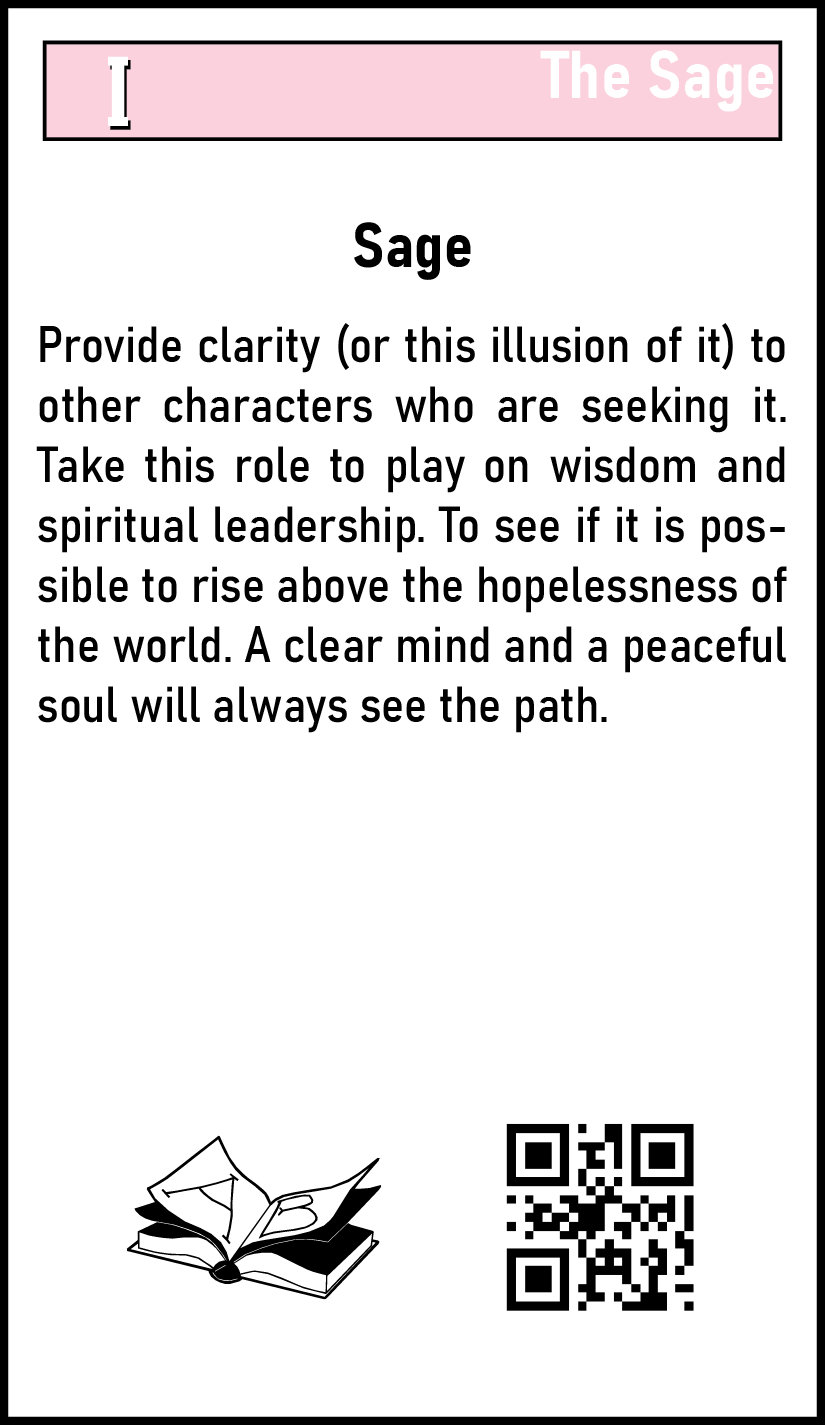 I
The Sage
Sage
Provide clarity (or this illusion of it) to
other characters who are seeking it.
Take this role to play on wisdom and
spiritual leadership. To see if it is pos-
sible to rise above the hopelessness of
the world. A clear mind and a peaceful
soul will always see the path.
A B